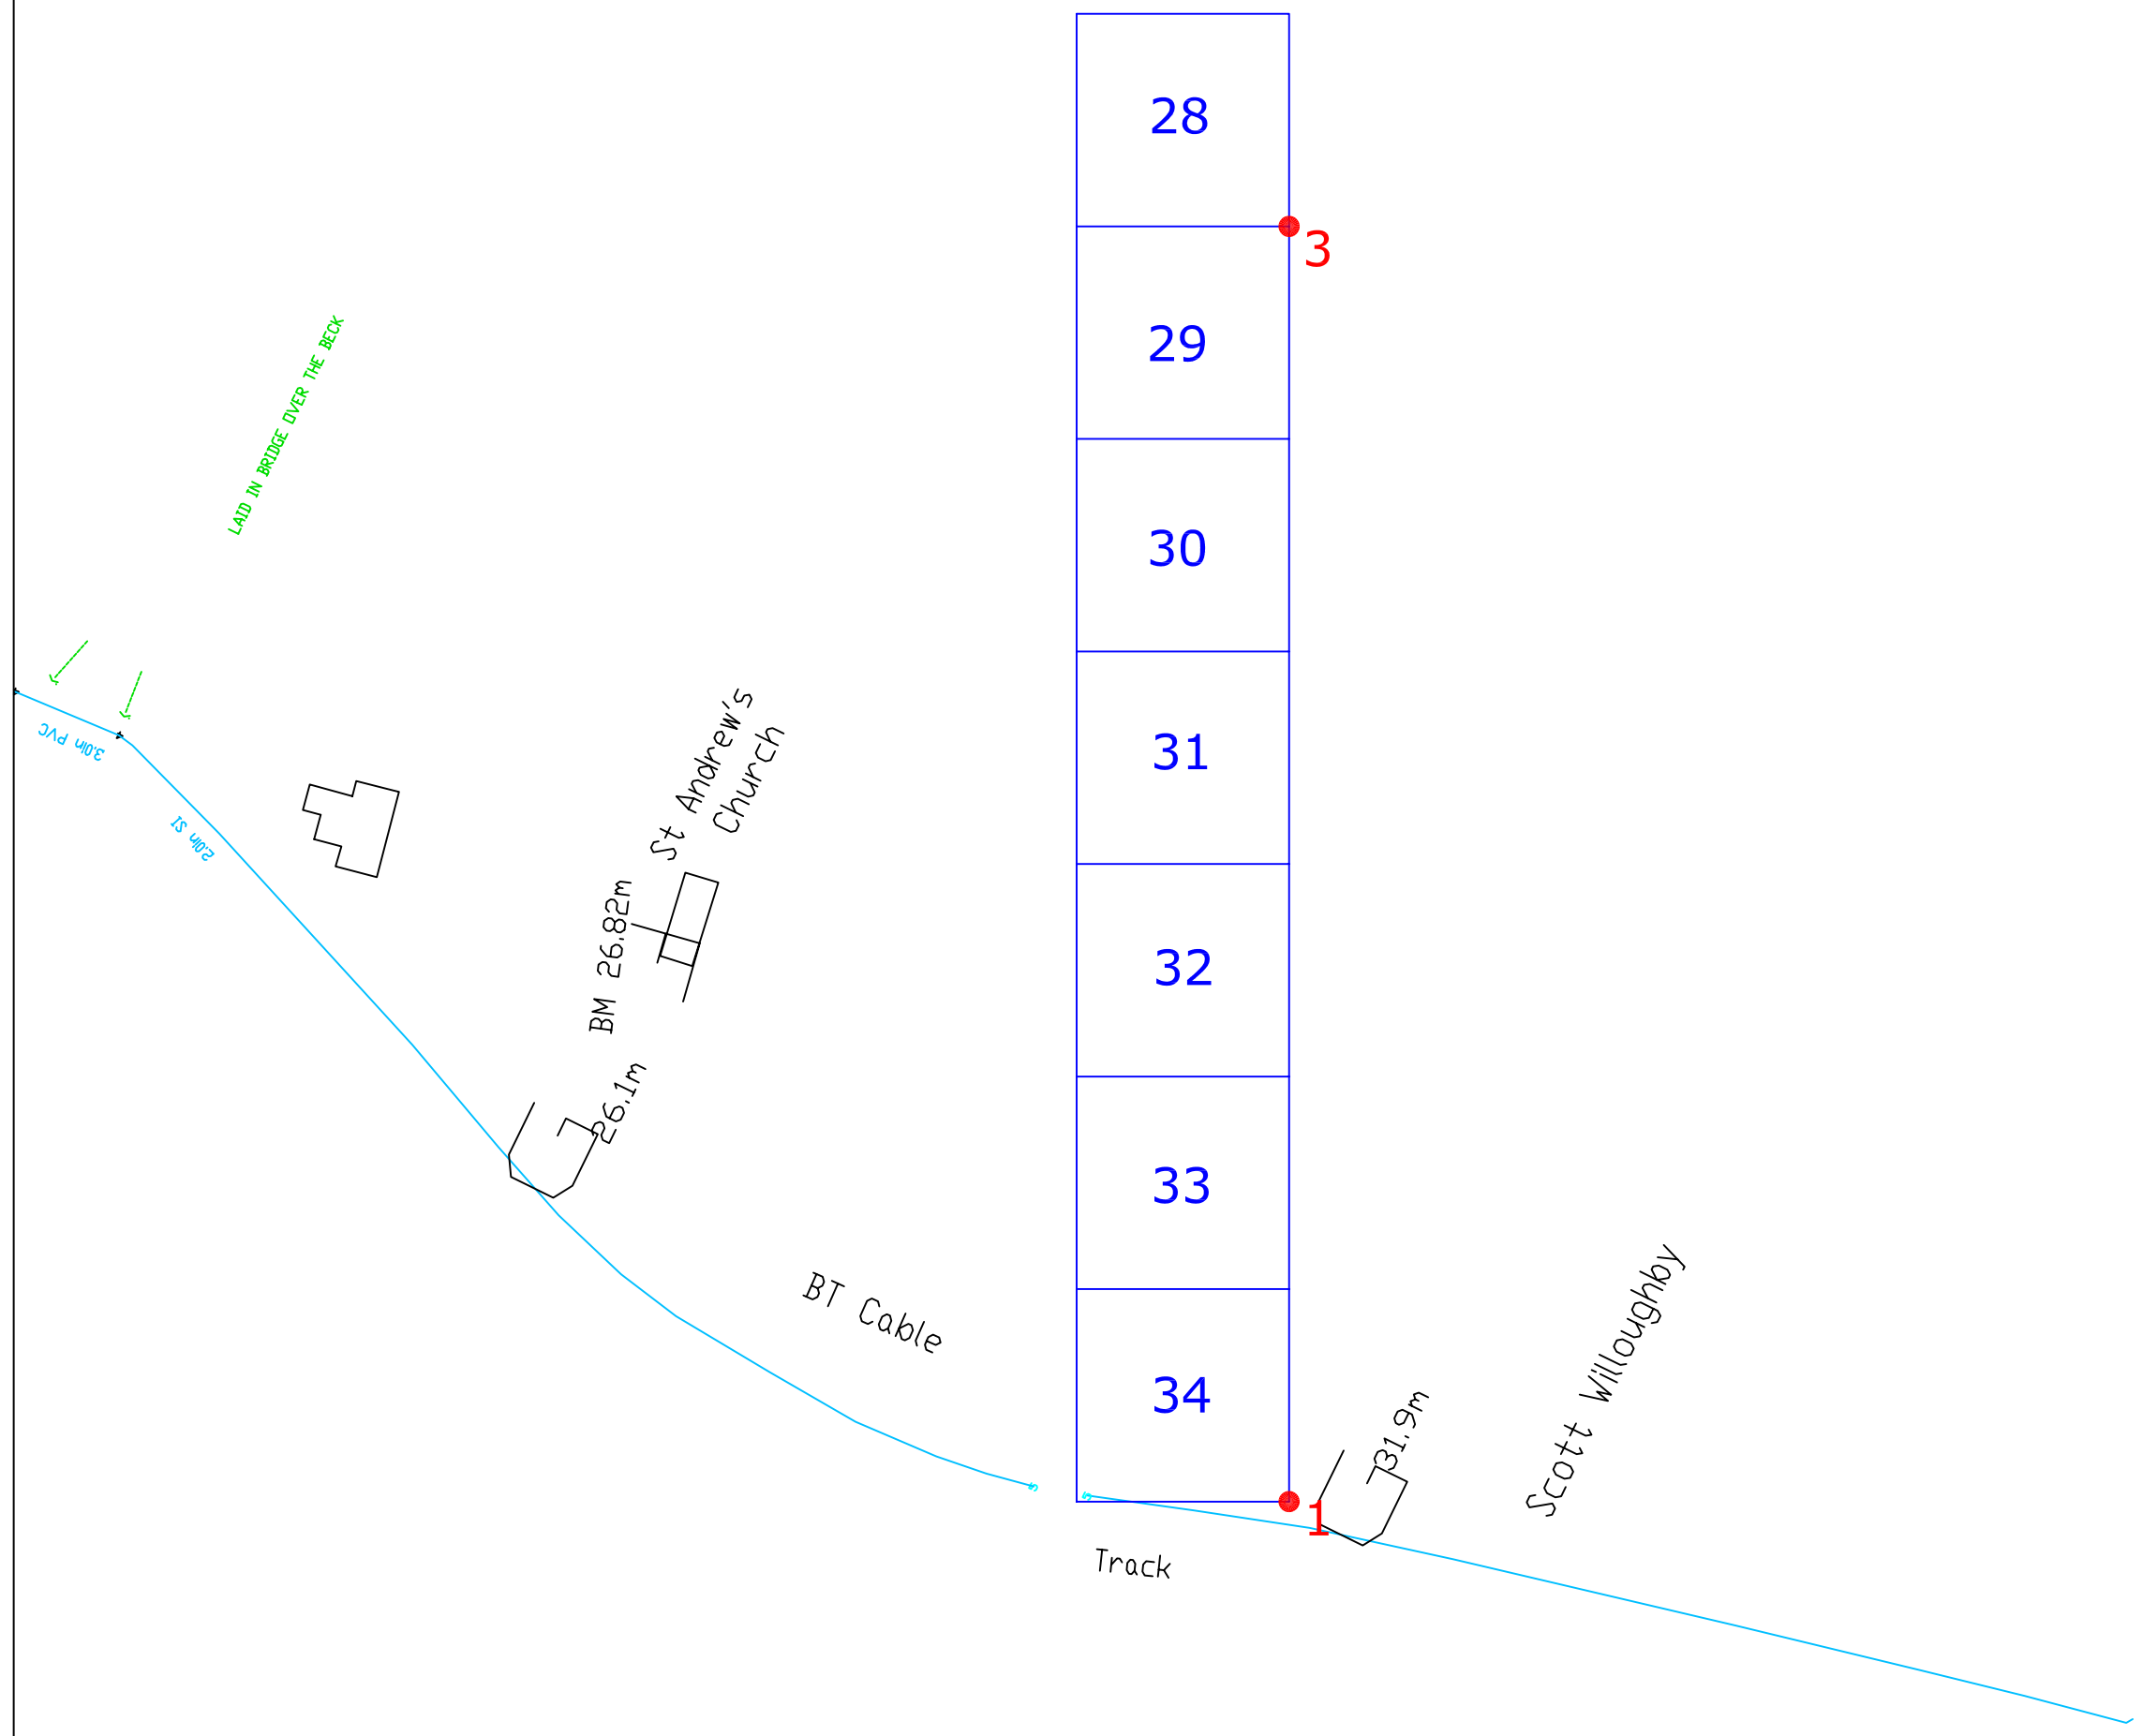 28
3
29
LAID IN BRIDGE OVER THE BECK
30
3.0in PVC
31
St Andrew's
Church
2.0in SI
BM 26.82m
32
26.1m
33
BT Cable
34
31.9m
Scott Willoughby
1
Track